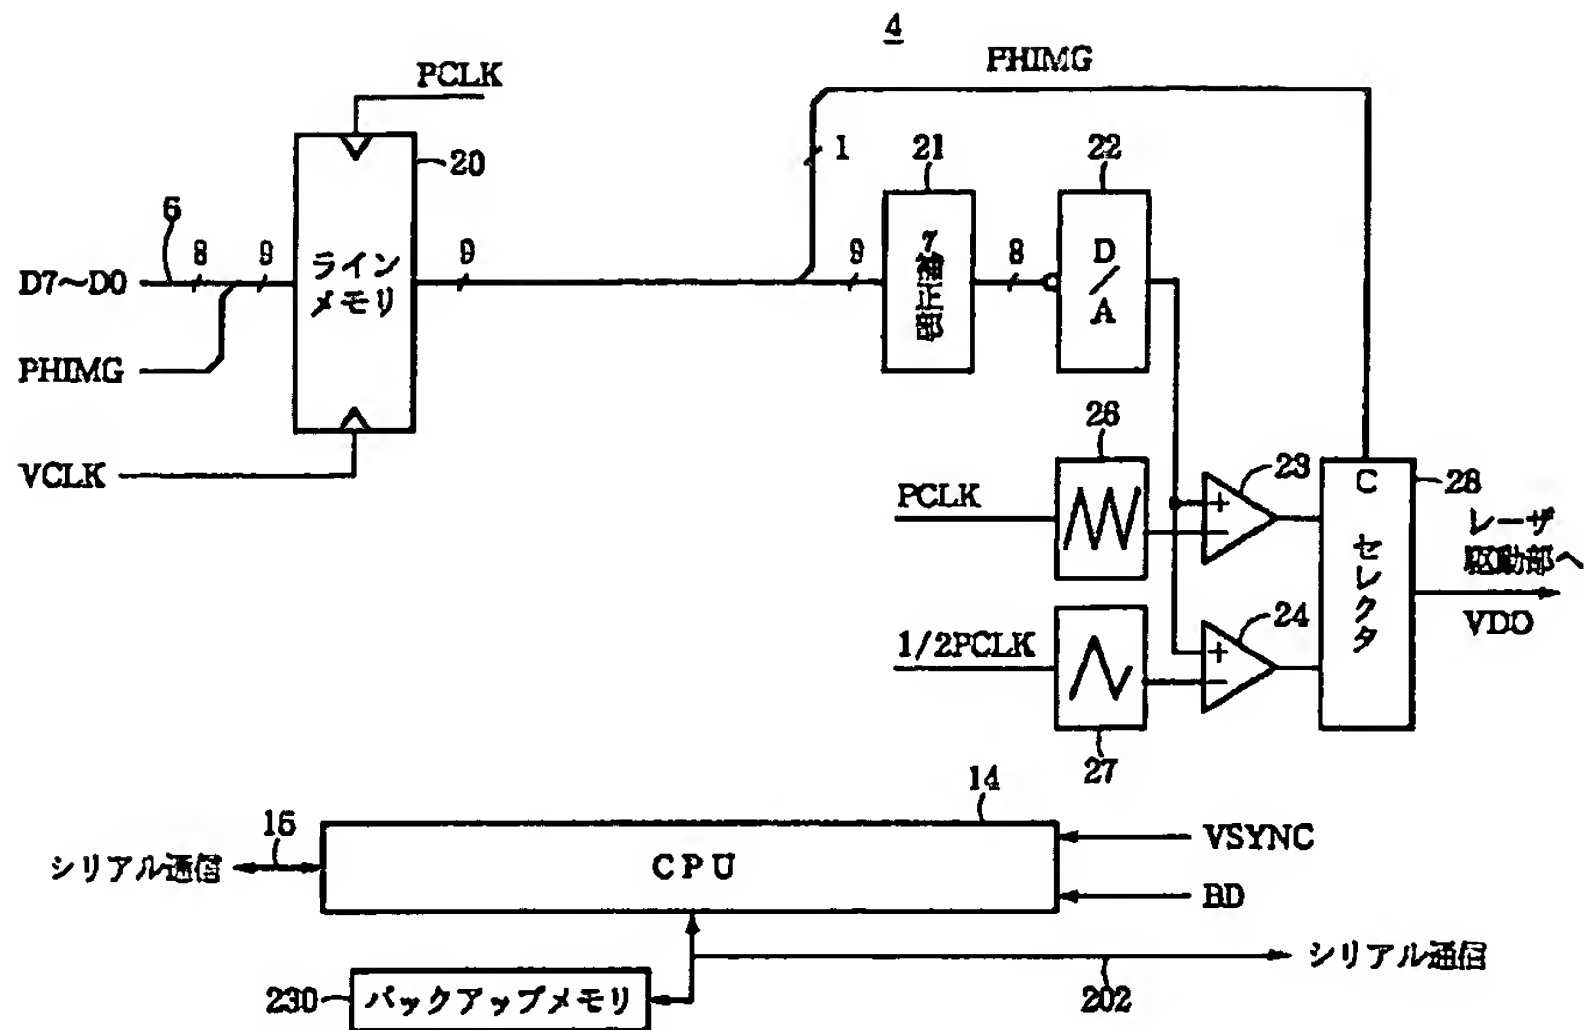 4
PHIMG
PCLK
20
1
21
22
6
8
9
9
9
8
D7～D0
ライン
メモリ
γ補正部
D/A
PHIMG
VCLK
26
PCLK
23
C
セレクタ
28
レーザ
駆動部へ
VDO
1/2PCLK
24
27
14
15
シリアル通信
CPU
VSYNC
BD
シリアル通信
230
バックアップメモリ
202
+
−
+
−